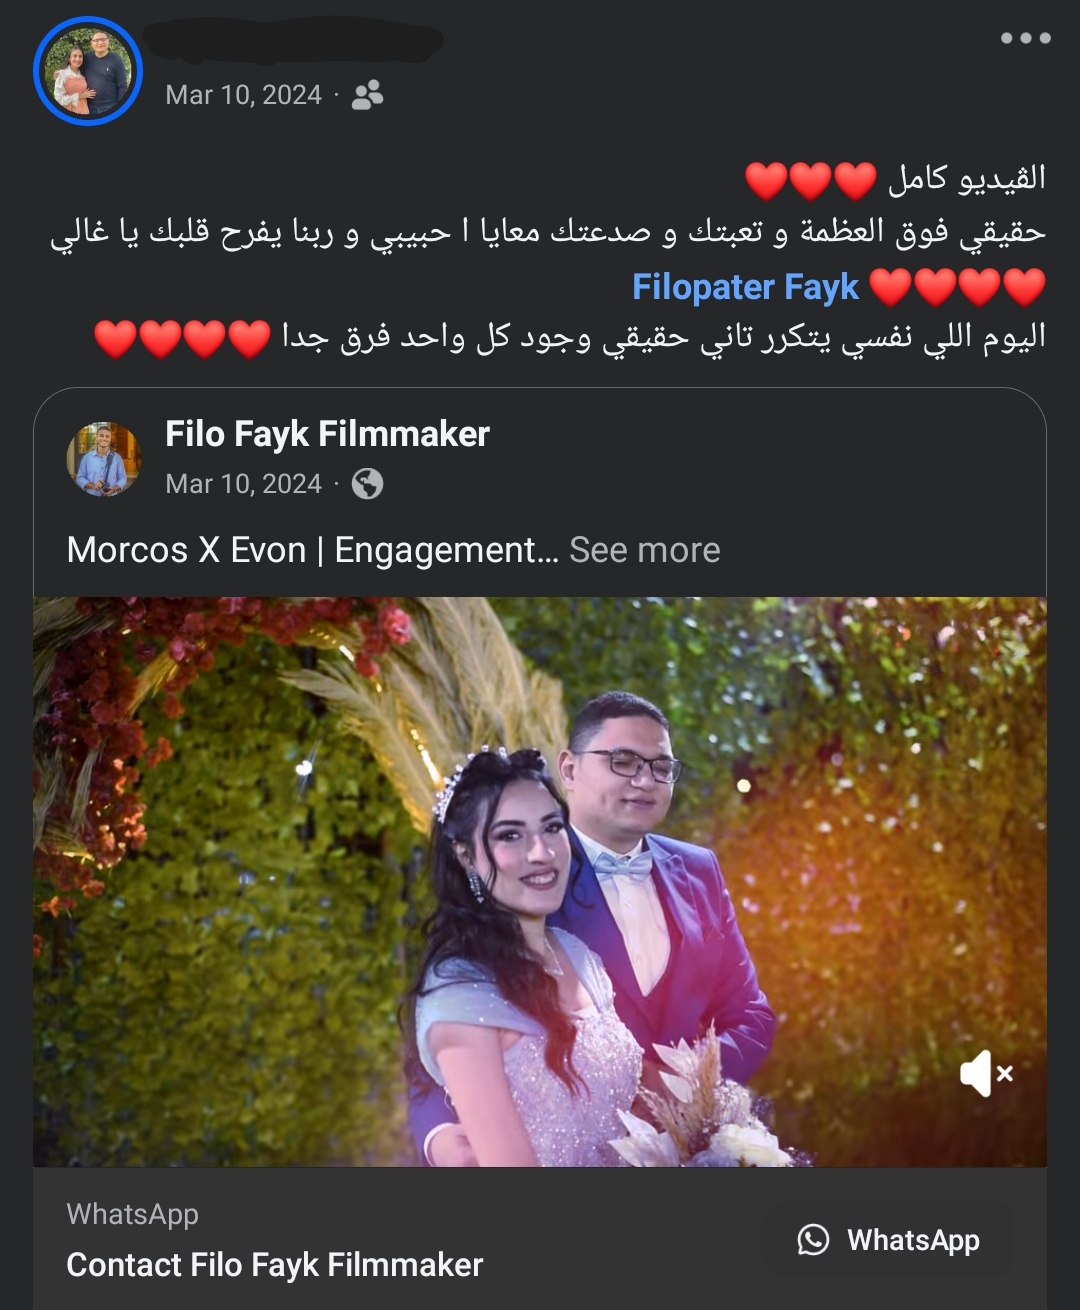 Mar 10, 2024 ·
الڤيديو كامل ❤️❤️❤️
حقيقي فوق العظمة و تعبتك و صدعتك معايا ا حبيبي و ربنا يفرح قلبك يا غالي
Filopater Fayk ❤️❤️❤️❤️
اليوم اللي نفسي يتكرر تاني حقيقي وجود كل واحد فرق جدا ❤️❤️❤️❤️
Filo Fayk Filmmaker
Mar 10, 2024 ·
Morcos X Evon | Engagement... See more
WhatsApp
Contact Filo Fayk Filmmaker
WhatsApp